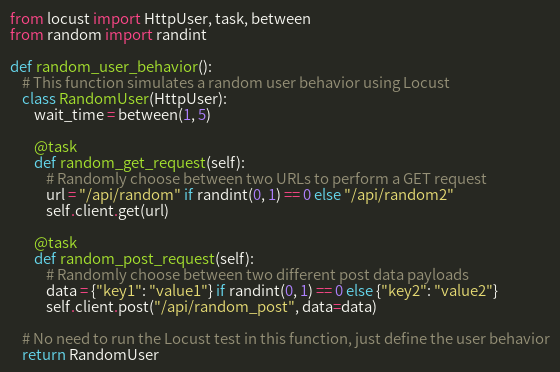 from locust import HttpUser, task, between
from random import randint

def random_user_behavior():
    # This function simulates a random user behavior using Locust
    class RandomUser(HttpUser):
        wait_time = between(1, 5)

        @task
        def random_get_request(self):
            # Randomly choose between two URLs to perform a GET request
            url = "/api/random" if randint(0, 1) == 0 else "/api/random2"
            self.client.get(url)

        @task
        def random_post_request(self):
            # Randomly choose between two different post data payloads
            data = {"key1": "value1"} if randint(0, 1) == 0 else {"key2": "value2"}
            self.client.post("/api/random_post", data=data)

    # No need to run the Locust test in this function, just define the user behavior
    return RandomUser